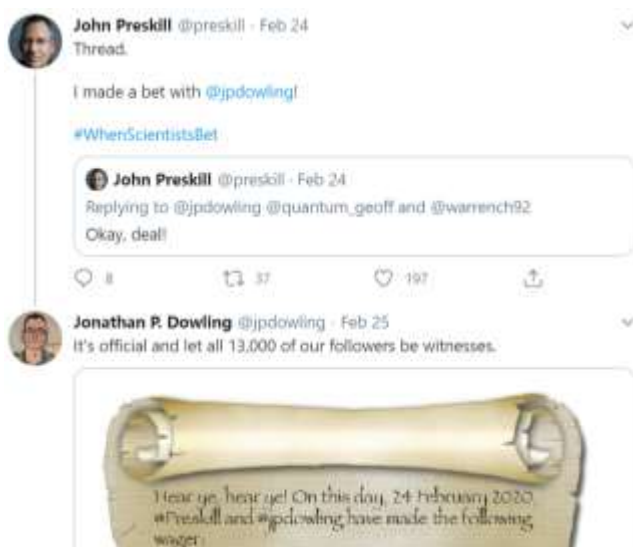 John Preskill @preskill · Feb 24
Thread.
I made a bet with @jpdowling!
#WhenScientistsBet
John Preskill @preskill · Feb 24
Replying to @jpdowling @quantum_geoff and @warrench92
Okay, deal!
8 37 197
Jonathan P. Dowling @jpdowling · Feb 25
It's official and let all 13,000 of our followers be witnesses.
Hear ye, hear ye! On this day, 24 February 2020,
@Preskill and @jpdowling have made the following
wager: